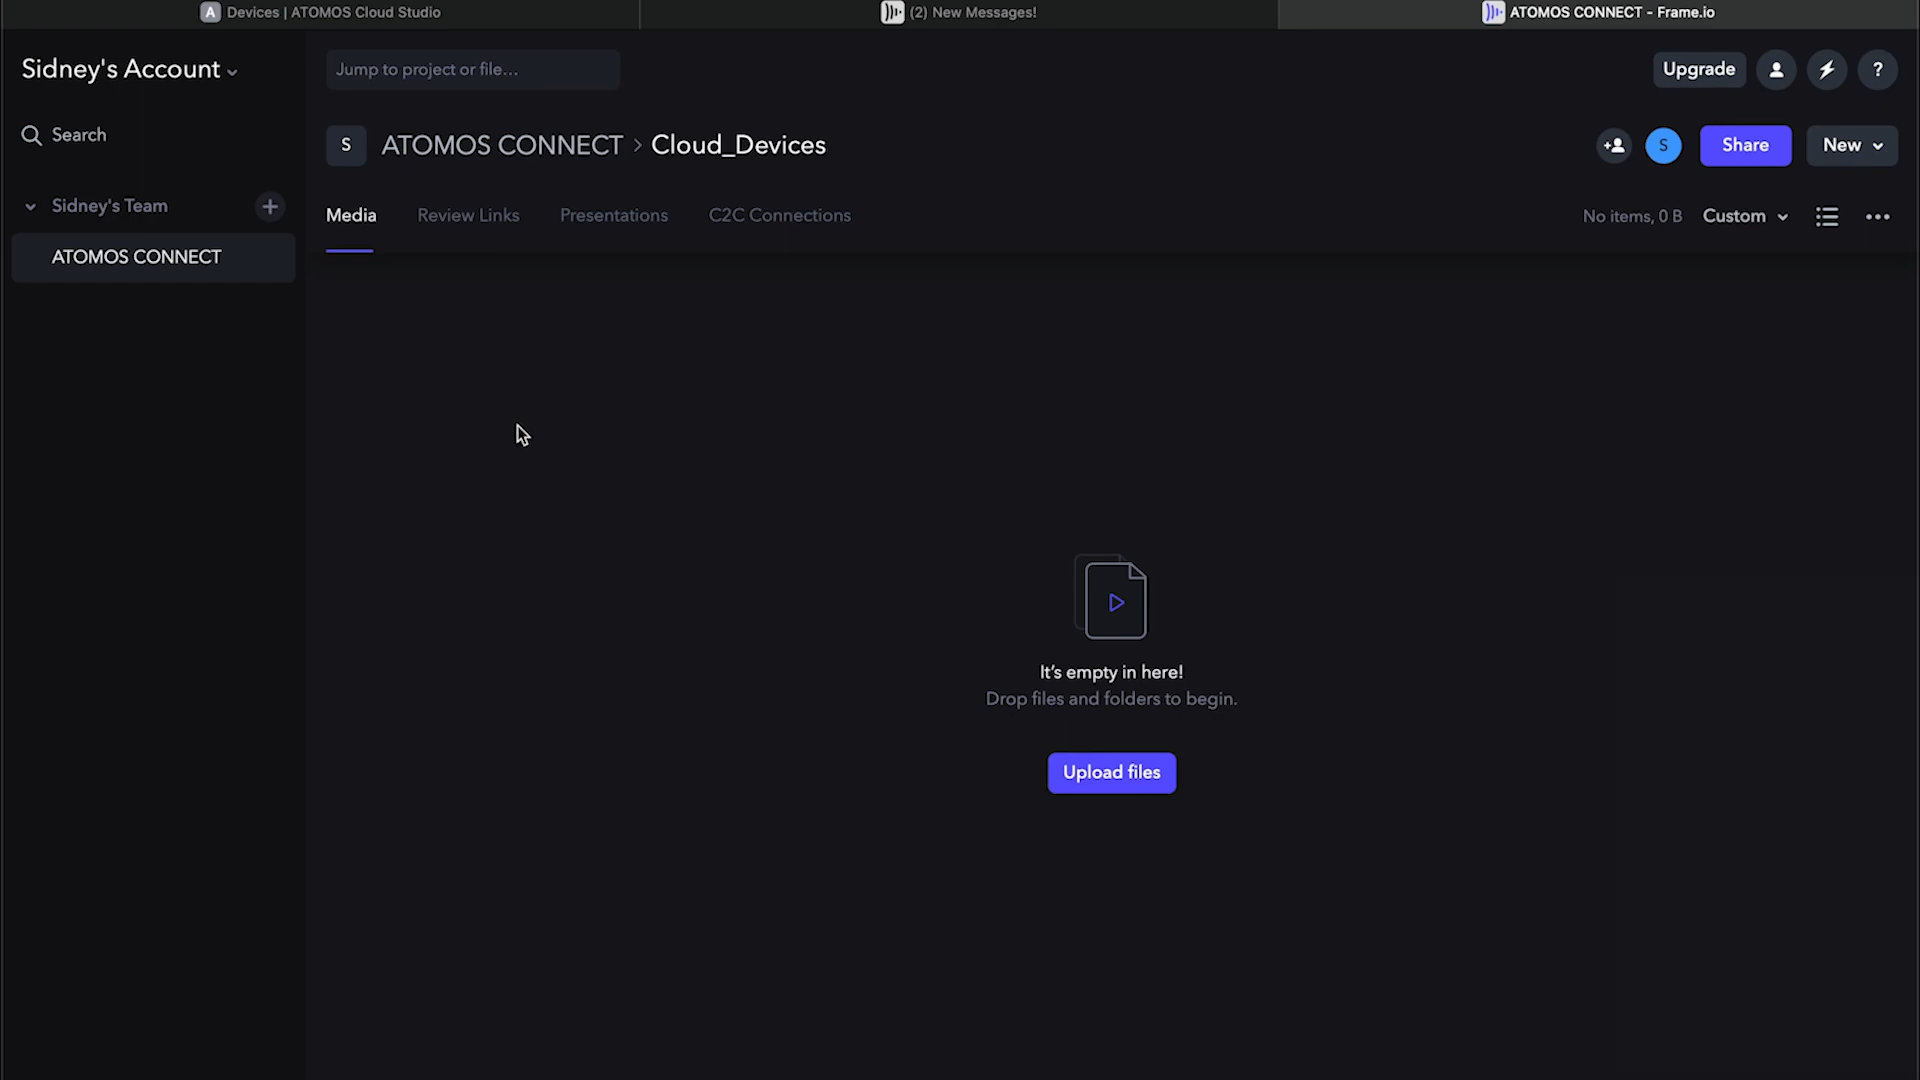 A Devices | ATOMOS Cloud Studio
(2) New Messages!
ATOMOS CONNECT - Frame.io
Sidney's Account
Jump to project or file...
Upgrade
?
Search
S
ATOMOS CONNECT > Cloud_Devices
S
Share
New
Sidney's Team
+
Media
Review Links
Presentations
C2C Connections
No items, 0 B
Custom
ATOMOS CONNECT
It's empty in here!
Drop files and folders to begin.
Upload files